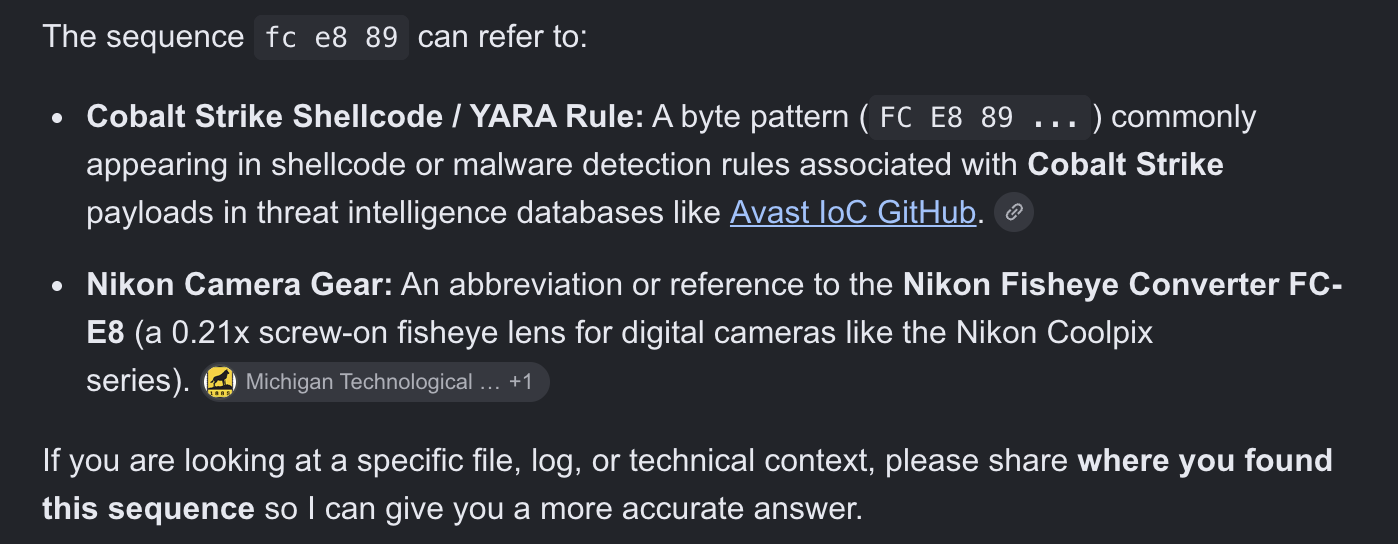 The sequence fc e8 89 can refer to:
• Cobalt Strike Shellcode / YARA Rule: A byte pattern ( FC E8 89 ... ) commonly
appearing in shellcode or malware detection rules associated with Cobalt Strike
payloads in threat intelligence databases like Avast IoC GitHub.
• Nikon Camera Gear: An abbreviation or reference to the Nikon Fisheye Converter FC-
E8 (a 0.21x screw-on fisheye lens for digital cameras like the Nikon Coolpix
series). Michigan Technological ... +1
If you are looking at a specific file, log, or technical context, please share where you found
this sequence so I can give you a more accurate answer.